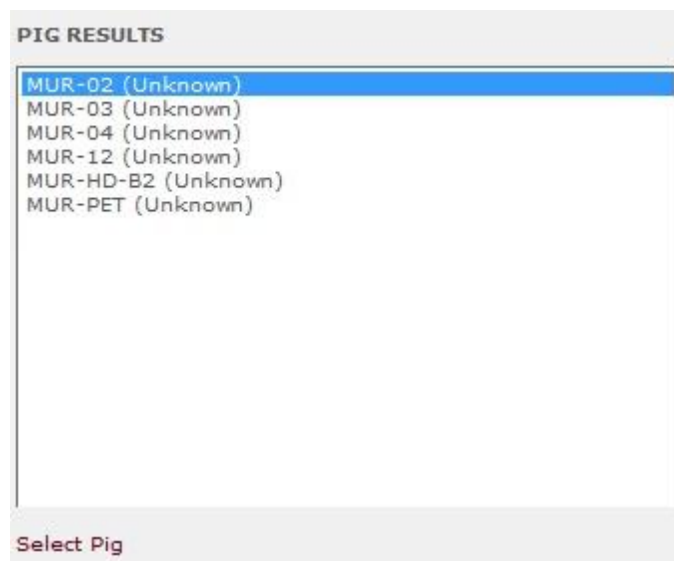 PIG RESULTS
MUR-02 (Unknown)
MUR-03 (Unknown)
MUR-04 (Unknown)
MUR-12 (Unknown)
MUR-HD-B2 (Unknown)
MUR-PET (Unknown)
Select Pig